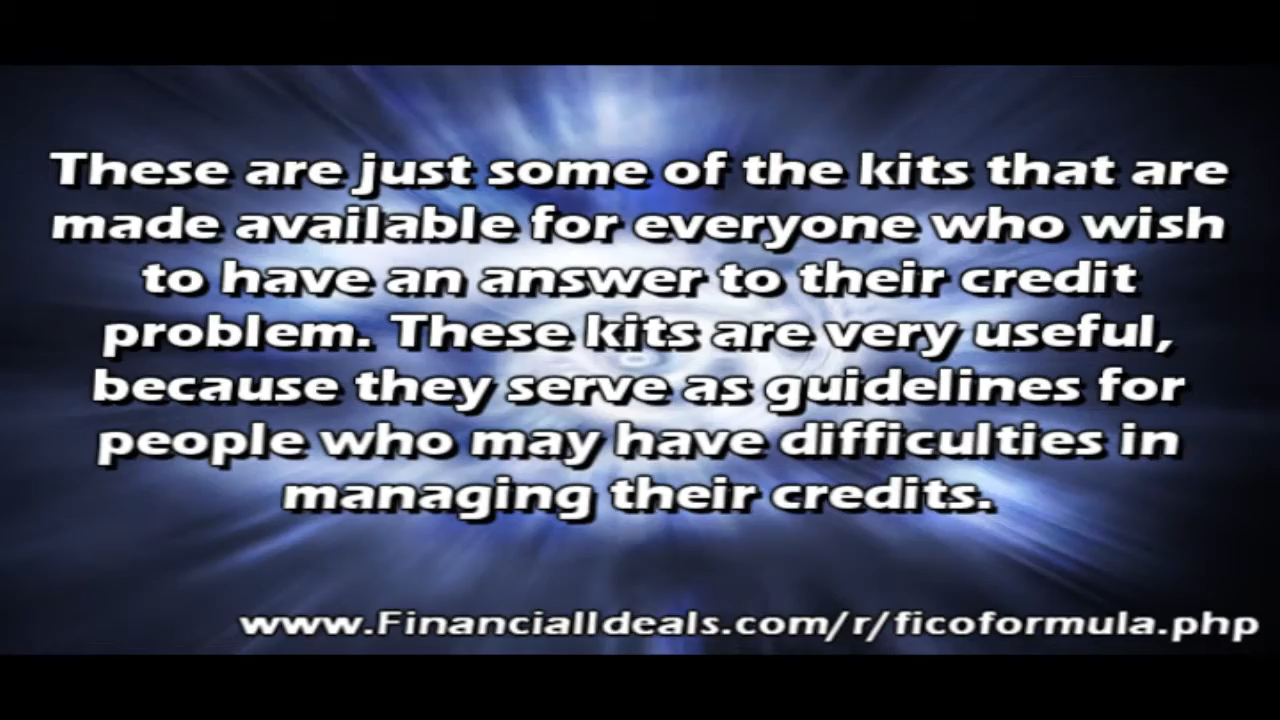 These are just some of the kits that are
made available for everyone who wish
to have an answer to their credit
problem. These kits are very useful,
because they serve as guidelines for
people who may have difficulties in
managing their credits.
www.FinancialIdeals.com/r/ficoformula.php